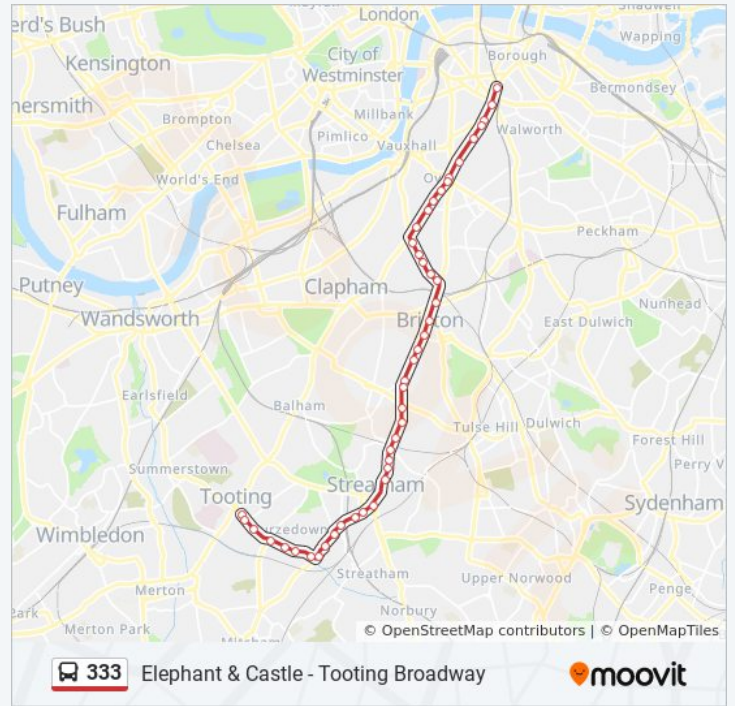 London
Shadwell
erd's Bush
Wapping
Kensington
City of
Westminster
Borough
Bermondsey
mersmith
Brompton
Millbank
Pimlico
Vauxhall
Walworth
Chelsea
World's End
Ov
Fulham
Peckham
Putney
Clapham
Nunhead
Wandsworth
Brixton
East Dulwich
Earlsfield
Balham
Tulse Hill
Dulwich
Forest Hill
Summerstown
Perry V
Tooting
Streatham
urzedown
Sydenham
Wimbledon
Streatham
Upper Norwood
Merton
Penge
Park
Norbury
Merton Park
© OpenStreetMap contributors | © OpenMapTiles
333 Elephant & Castle - Tooting Broadway
moovit